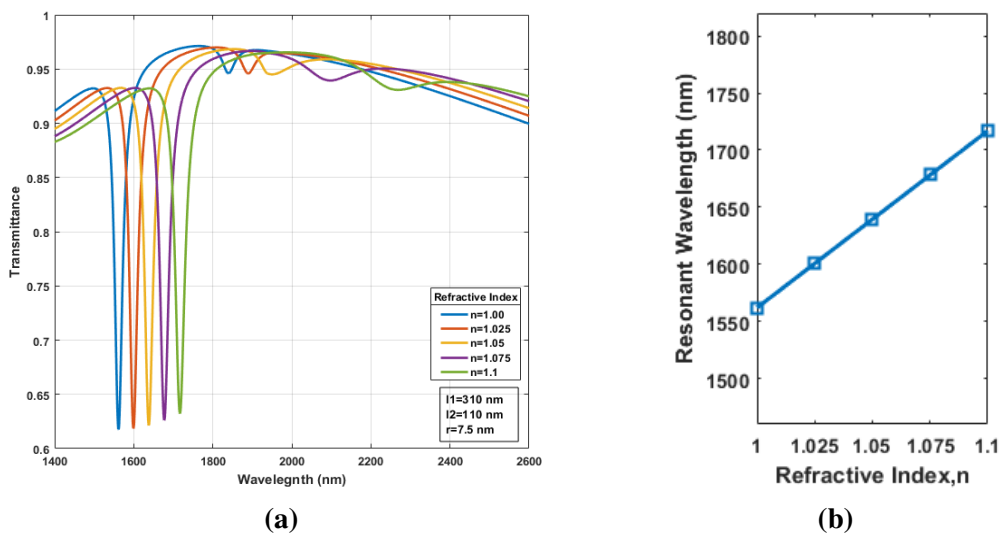 1
0.95
0.9
0.85
0.8
0.75
0.7
0.65
0.6
Transmittance
1400 1600 1800 2000 2200 2400 2600
Wavelegnth (nm)
Refractive Index
n=1.00
n=1.025
n=1.05
n=1.075
n=1.1
l1=310 nm
l2=110 nm
r=7.5 nm
(a)
1800
1750
1700
1650
1600
1550
1500
Resonant Wavelength (nm)
1 1.025 1.05 1.075 1.1
Refractive Index,n
(b)